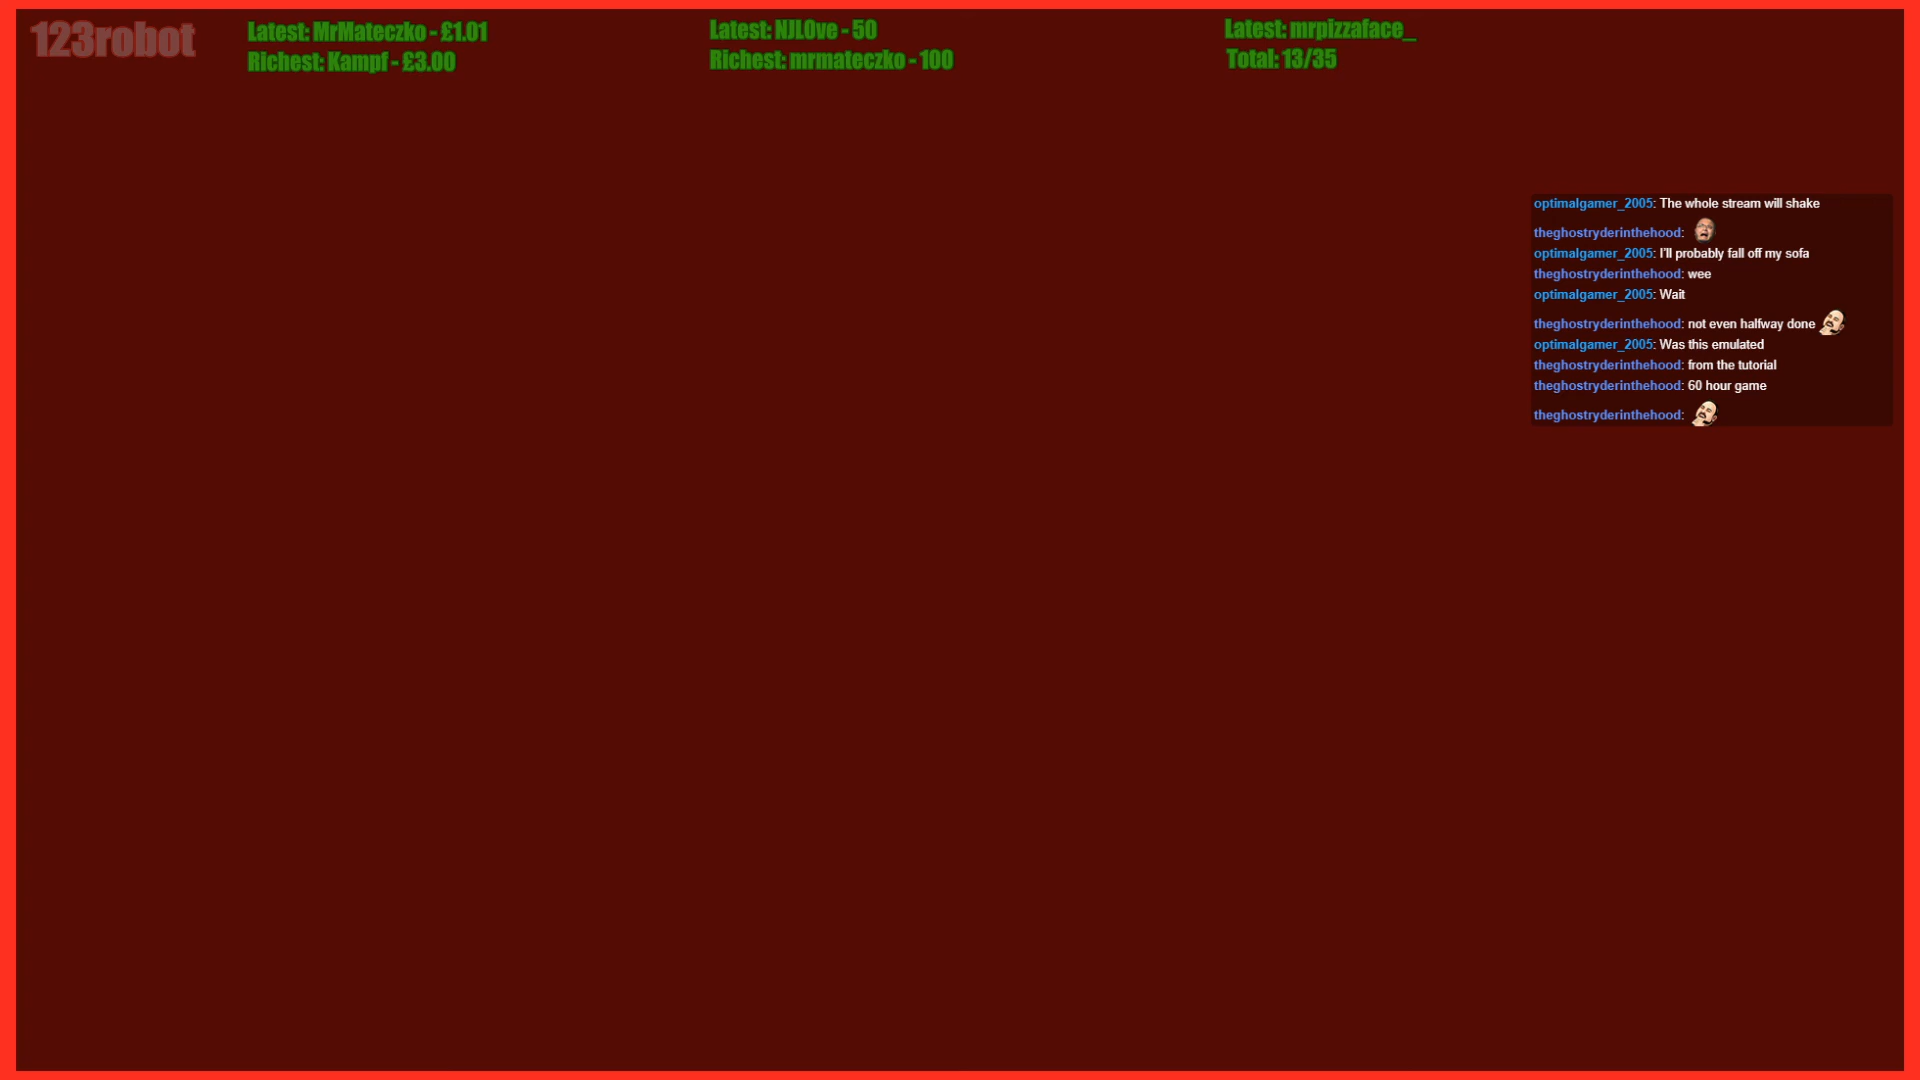 123robot
Latest: MrMateczko - £1.01
Richest: Kampf - £3.00
Latest: NJL0ve - 50
Richest: mrmateczko - 100
Latest: mrpizzaface_
Total: 13/35
optimalgamer_2005: The whole stream will shake
theghostryderinthehood:
optimalgamer_2005: I'll probably fall off my sofa
theghostryderinthehood: wee
optimalgamer_2005: Wait
theghostryderinthehood: not even halfway done
optimalgamer_2005: Was this emulated
theghostryderinthehood: from the tutorial
theghostryderinthehood: 60 hour game
theghostryderinthehood: